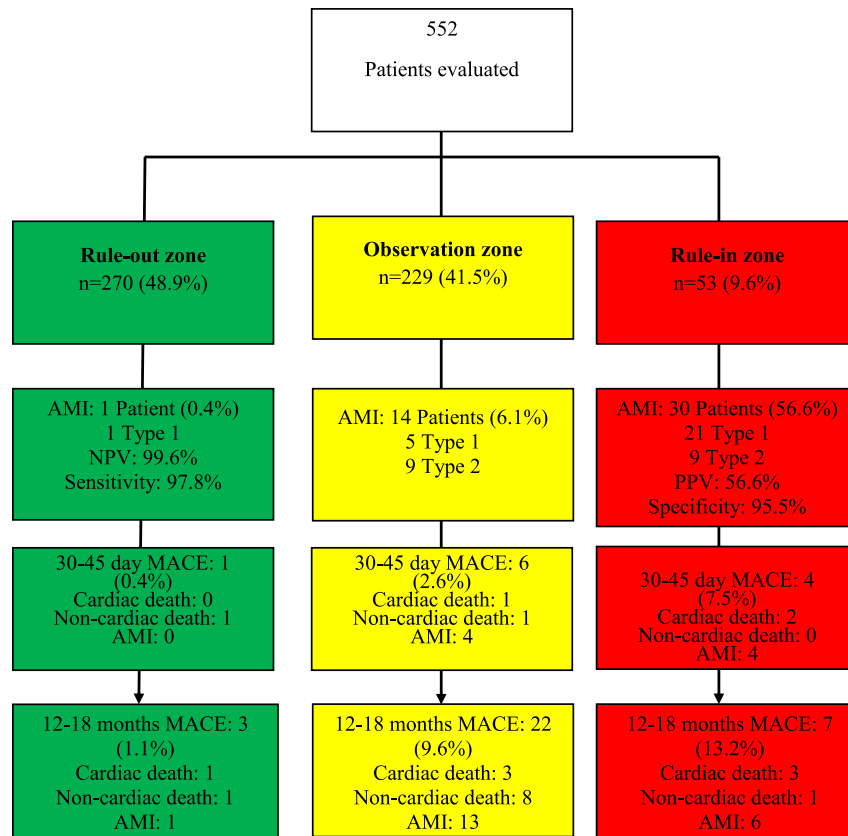 552
Patients evaluated
Rule-out zone
n=270 (48.9%)
Observation zone
n=229 (41.5%)
Rule-in zone
n=53 (9.6%)
AMI: 1 Patient (0.4%)
1 Type 1
NPV: 99.6%
Sensitivity: 97.8%
AMI: 14 Patients (6.1%)
5 Type 1
9 Type 2
AMI: 30 Patients (56.6%)
21 Type 1
9 Type 2
PPV: 56.6%
Specificity: 95.5%
30-45 day MACE: 1
(0.4%)
Cardiac death: 0
Non-cardiac death: 1
AMI: 0
30-45 day MACE: 6
(2.6%)
Cardiac death: 1
Non-cardiac death: 1
AMI: 4
30-45 day MACE: 4
(7.5%)
Cardiac death: 2
Non-cardiac death: 0
AMI: 4
12-18 months MACE: 3
(1.1%)
Cardiac death: 1
Non-cardiac death: 1
AMI: 1
12-18 months MACE: 22
(9.6%)
Cardiac death: 3
Non-cardiac death: 8
AMI: 13
12-18 months MACE: 7
(13.2%)
Cardiac death: 3
Non-cardiac death: 1
AMI: 6